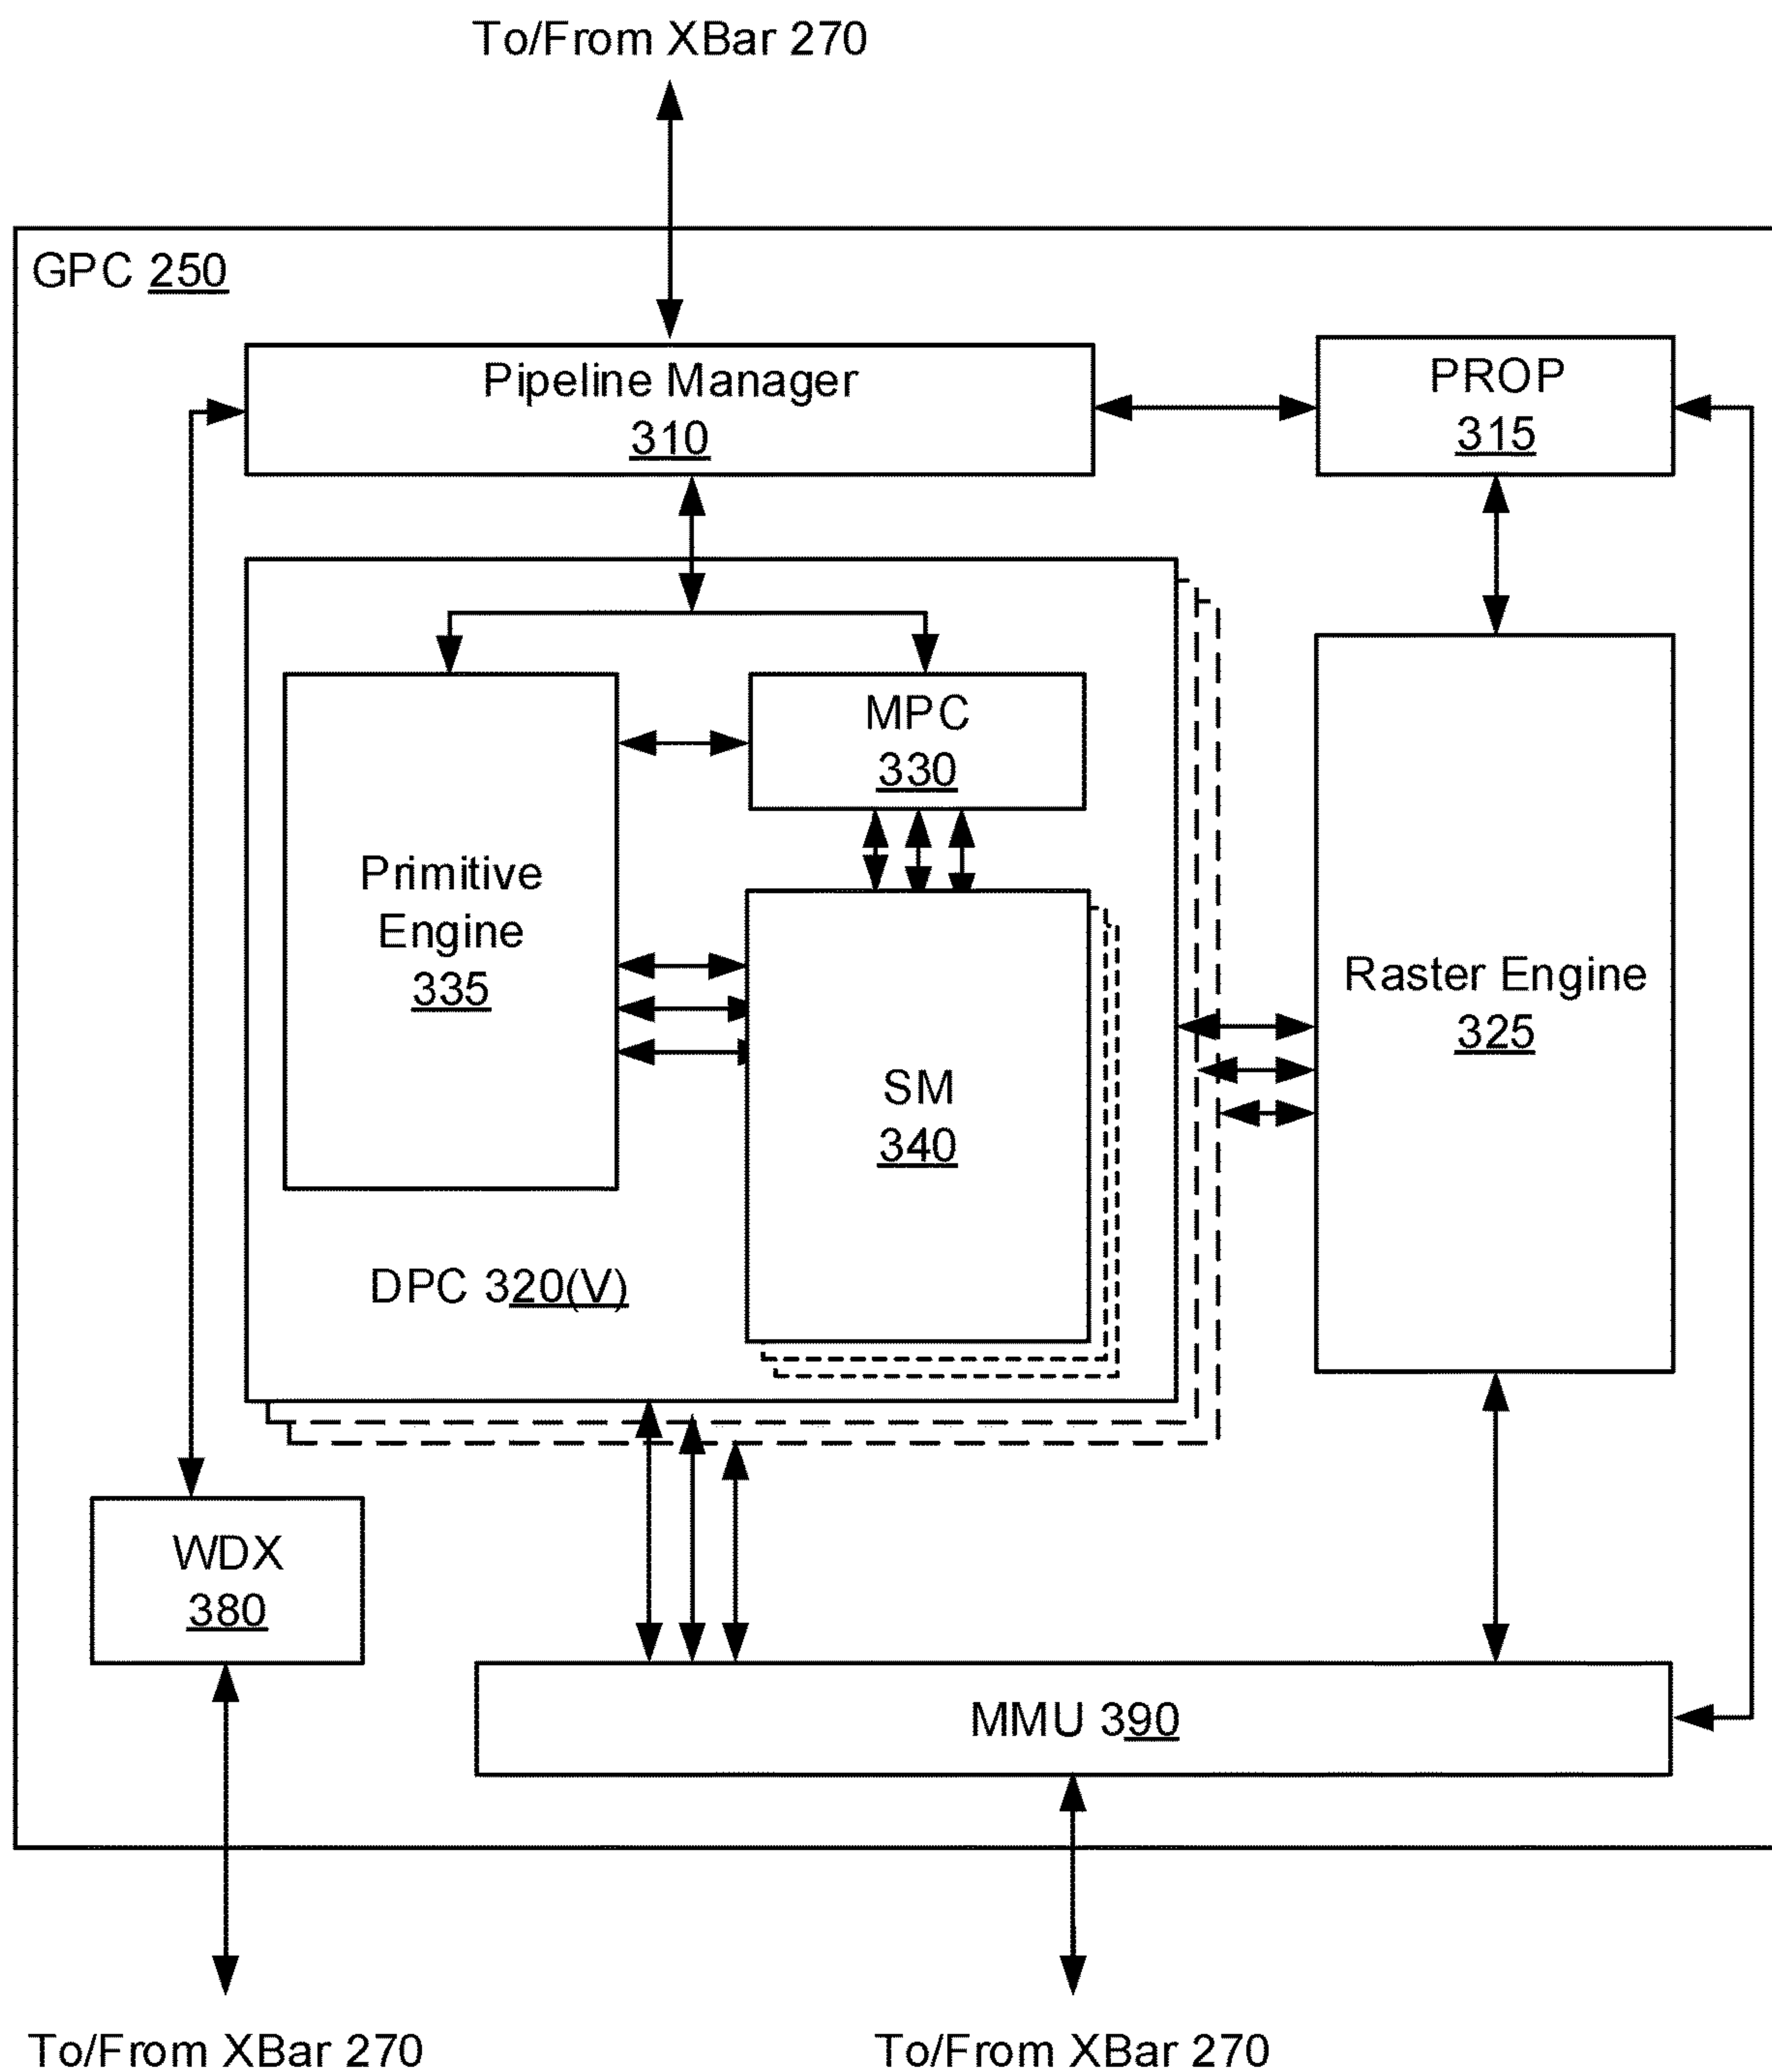 To/From XBar 270
GPC 250
Pipeline Manager
310
PROP
315
MPC
330
Primitive
Engine
335
Raster Engine
325
SM
340
DPC 320(V)
WDX
380
MMU 390
To/From XBar 270
To/From XBar 270